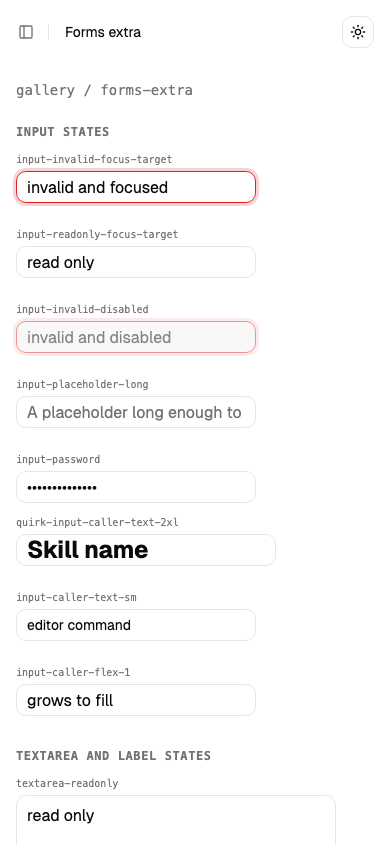 Forms extra
gallery / forms-extra
INPUT STATES
input-invalid-focus-target
invalid and focused
input-readonly-focus-target
read only
input-invalid-disabled
invalid and disabled
input-placeholder-long
A placeholder long enough to
input-password
••••••••••••••
quirk-input-caller-text-2xl
Skill name
input-caller-text-sm
editor command
input-caller-flex-1
grows to fill
TEXTAREA AND LABEL STATES
textarea-readonly
read only